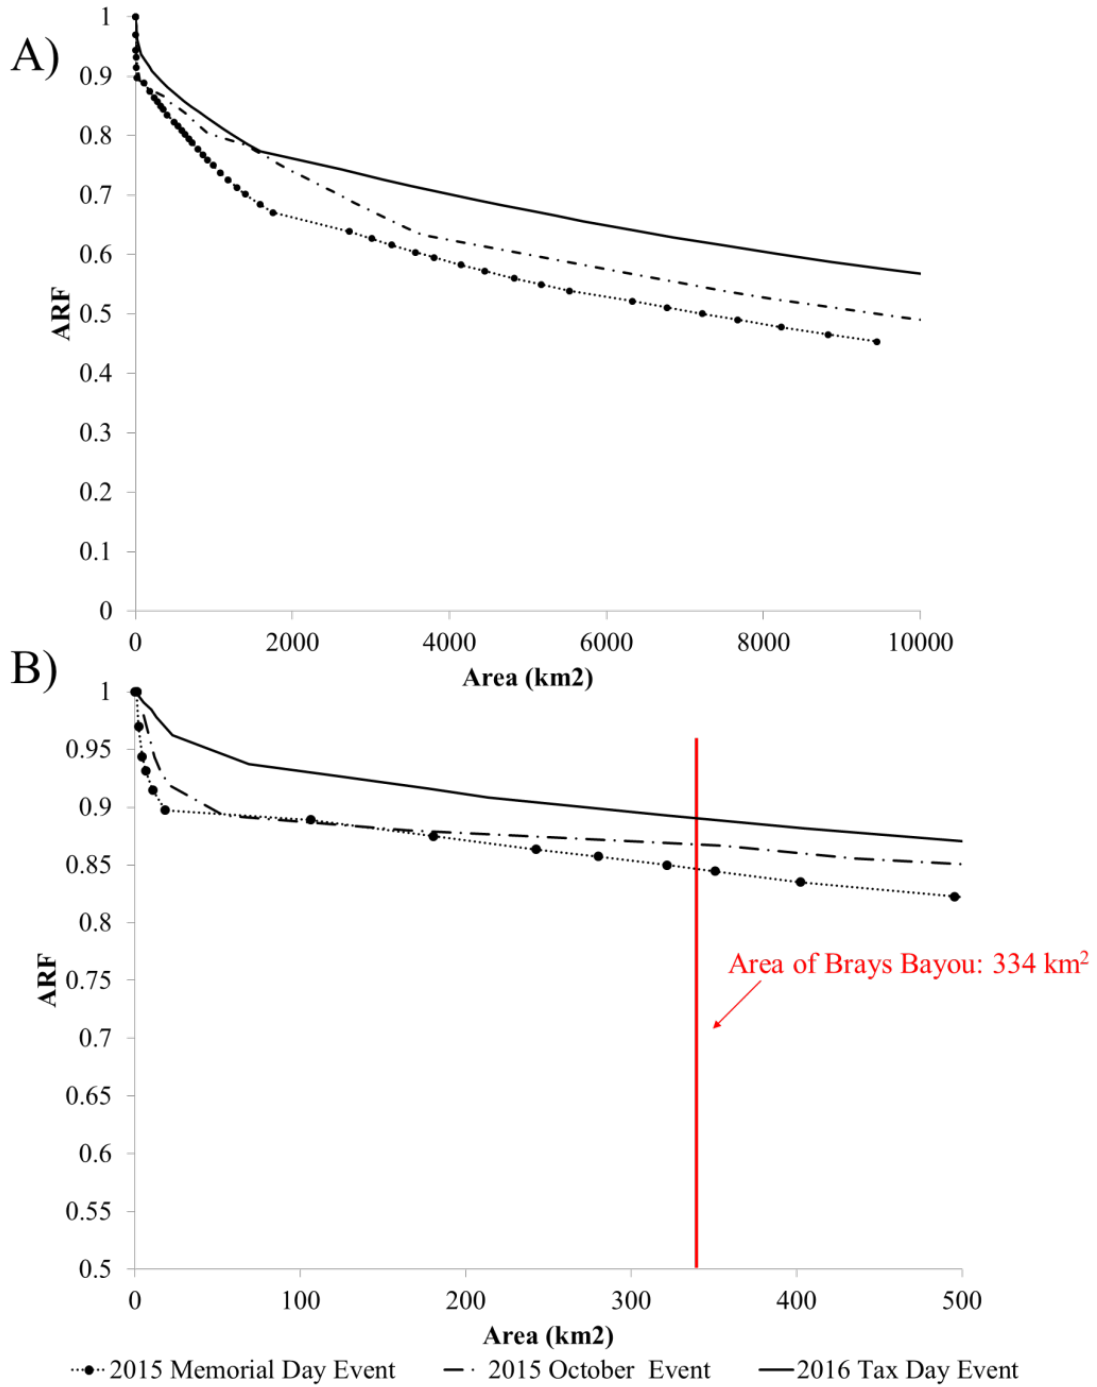 A)
1
0.9
0.8
0.7
0.6
0.5
0.4
0.3
0.2
0.1
0
ARF
0 2000 4000 6000 8000 10000
Area (km2)
B)
1
0.95
0.9
0.85
0.8
0.75
0.7
0.65
0.6
0.55
0.5
ARF
Area of Brays Bayou: 334 km²
0 100 200 300 400 500
Area (km2)
2015 Memorial Day Event 2015 October Event 2016 Tax Day Event